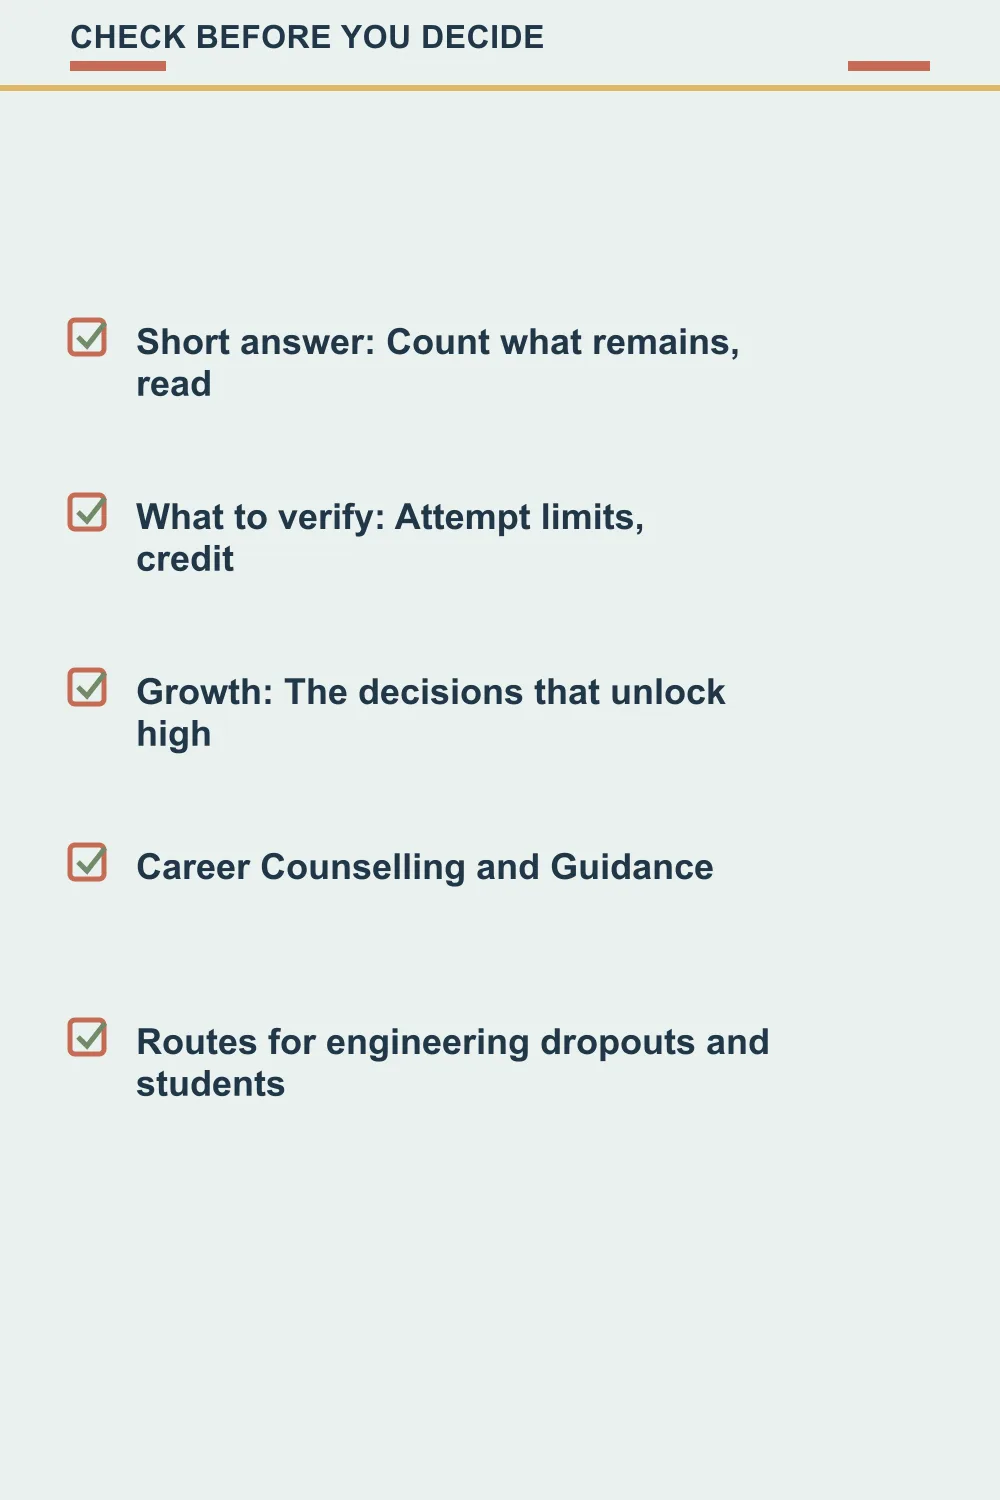 CHECK BEFORE YOU DECIDE
Short answer: Count what remains,
read
What to verify: Attempt limits,
credit
Growth: The decisions that unlock
high
Career Counselling and Guidance
Routes for engineering dropouts and
students